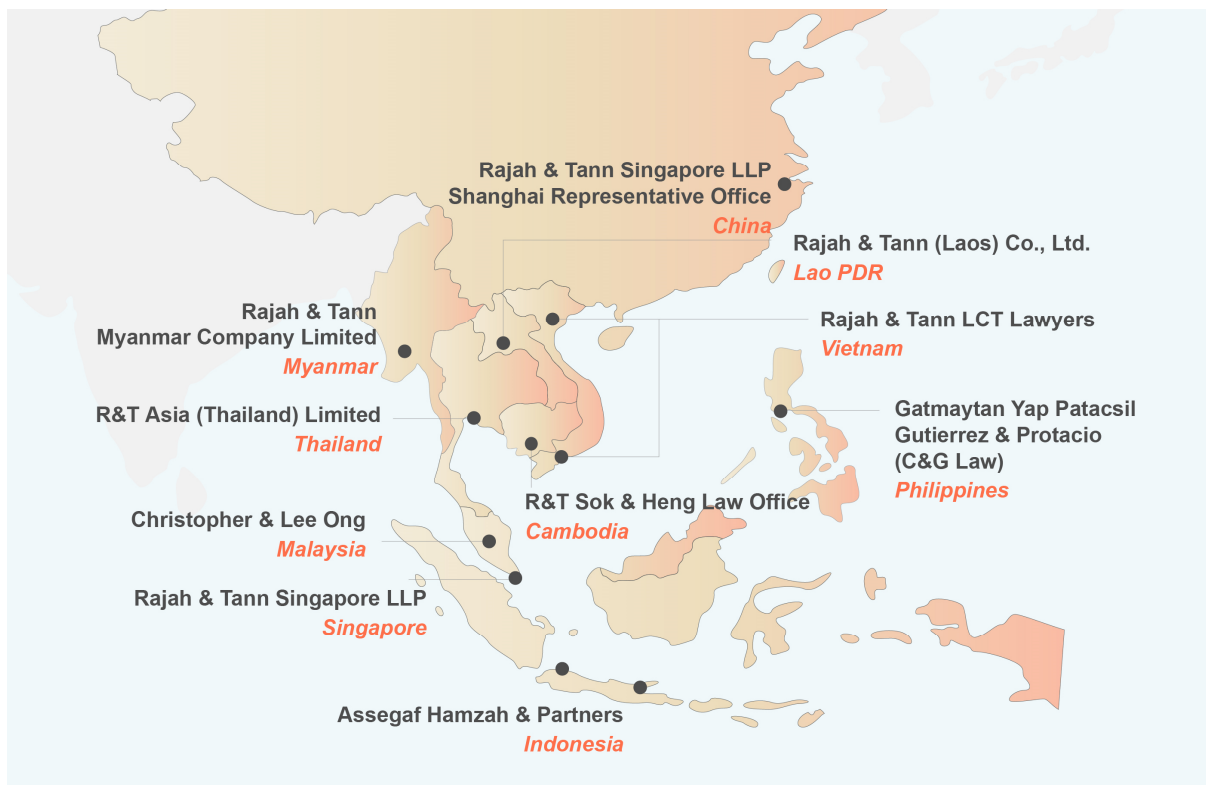 Rajah & Tann Singapore LLP
Shanghai Representative Office
China
Rajah & Tann (Laos) Co., Ltd.
Lao PDR
Rajah & Tann
Myanmar Company Limited
Myanmar
Rajah & Tann LCT Lawyers
Vietnam
R&T Asia (Thailand) Limited
Thailand
Gatmaytan Yap Patacsil
Gutierrez & Protacio
(C&G Law)
Philippines
R&T Sok & Heng Law Office
Cambodia
Christopher & Lee Ong
Malaysia
Rajah & Tann Singapore LLP
Singapore
Assegaf Hamzah & Partners
Indonesia